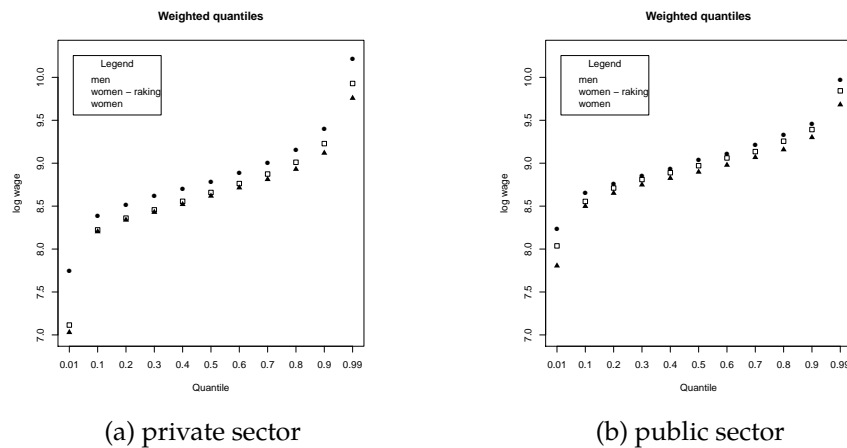 Weighted quantiles
Legend
men
women − raking
women
log wage
10.0
9.5
9.0
8.5
8.0
7.5
7.0
0.01 0.1 0.2 0.3 0.4 0.5 0.6 0.7 0.8 0.9 0.99
Quantile
(a) private sector
Weighted quantiles
Legend
men
women − raking
women
log wage
10.0
9.5
9.0
8.5
8.0
7.5
7.0
0.01 0.1 0.2 0.3 0.4 0.5 0.6 0.7 0.8 0.9 0.99
Quantile
(b) public sector